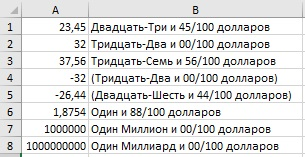 A B
1 23,45 Двадцать-Три и 45/100 долларов
2 32 Тридцать-Два и 00/100 долларов
3 37,56 Тридцать-Семь и 56/100 долларов
4 -32 (Тридцать-Два и 00/100 долларов)
5 -26,44 (Двадцать-Шесть и 44/100 долларов)
6 1,8754 Один и 88/100 долларов
7 1000000 Один Миллион и 00/100 долларов
8 1000000000 Один Миллиард и 00/100 долларов